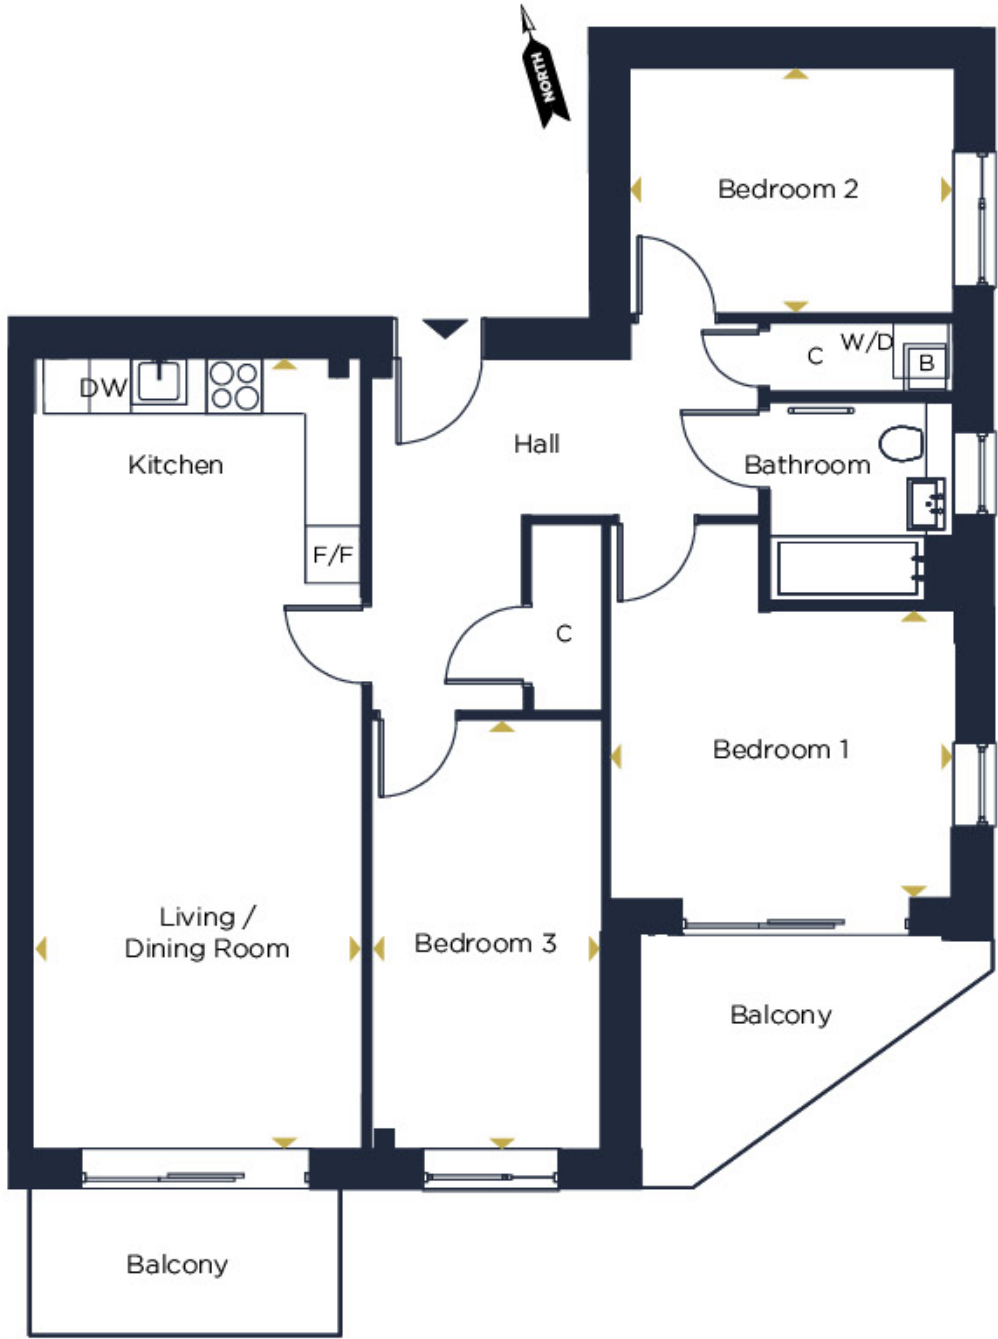 NORTH
Bedroom 2
C
W/D
B
DW
Kitchen
Hall
Bathroom
F/F
C
Bedroom 1
Living /
Dining Room
Bedroom 3
Balcony
Balcony